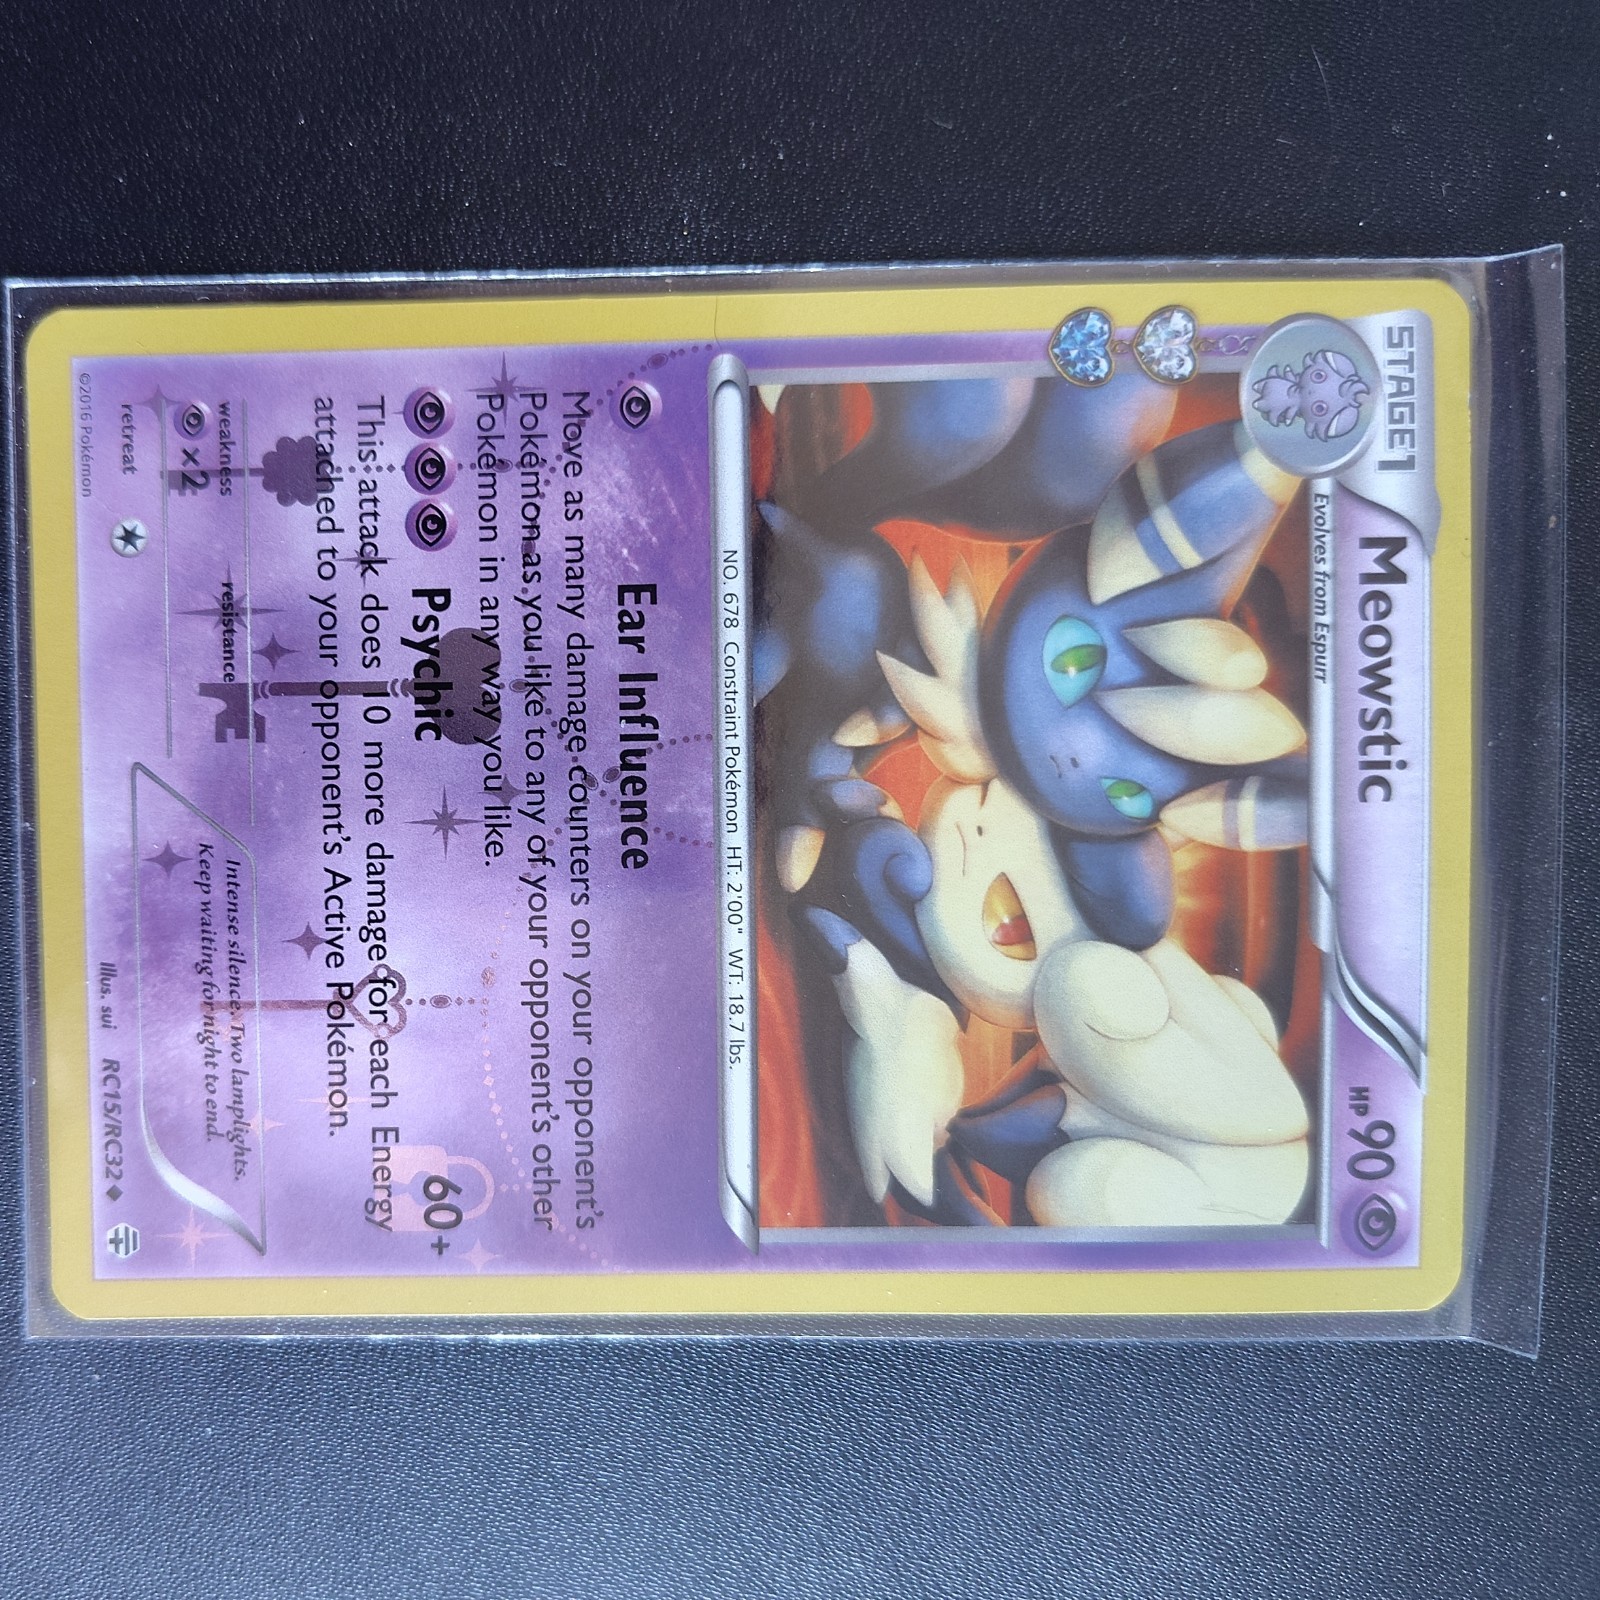 STAGE1
Meowstic
HP 90
Evolves from Espurr
NO. 678 Constraint Pokémon HT: 2'00" WT: 18.7 lbs.
Ear Influence
Move as many damage counters on your opponent's
Pokémon as you like to any of your opponent's other
Pokémon in any way you like.
Psychic 60+
This attack does 10 more damage for each Energy
attached to your opponent's Active Pokémon.
weakness resistance
×2
retreat
Intense silence. Two lamplights.
Keep waiting for night to end.
Illus. sui RC15/RC32
©2016 Pokémon